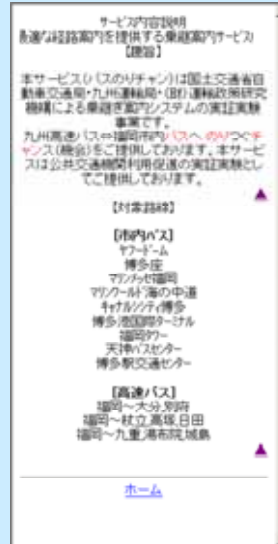 サービス内容説明
最適な経路案内を提供する乗継案内サービス
【趣旨】
本サービス(バスのりチャン)は国土交通省自
動車交通局・九州運輸局・(財)運輸政策研究
機構による乗継ぎ案内システムの実証実験
事業です。
九州高速バス⇔福岡市内バスへ のりつぐチ
ャンス(機会)をご提供しております。本サービ
スは公共交通機関利用促進の実証実験とし
てご提供しております。
▲
【対象路線】
[市内バス]
ヤフードーム
博多座
マリンメッセ福岡
マリンワールド海の中道
キャナルシティ博多
博多港国際ターミナル
福岡タワー
天神バスセンター
博多駅交通センター
[高速バス]
福岡～大分,別府
福岡～杖立,高塚,日田
福岡～九重,湯布院,城島
▲
ホーム